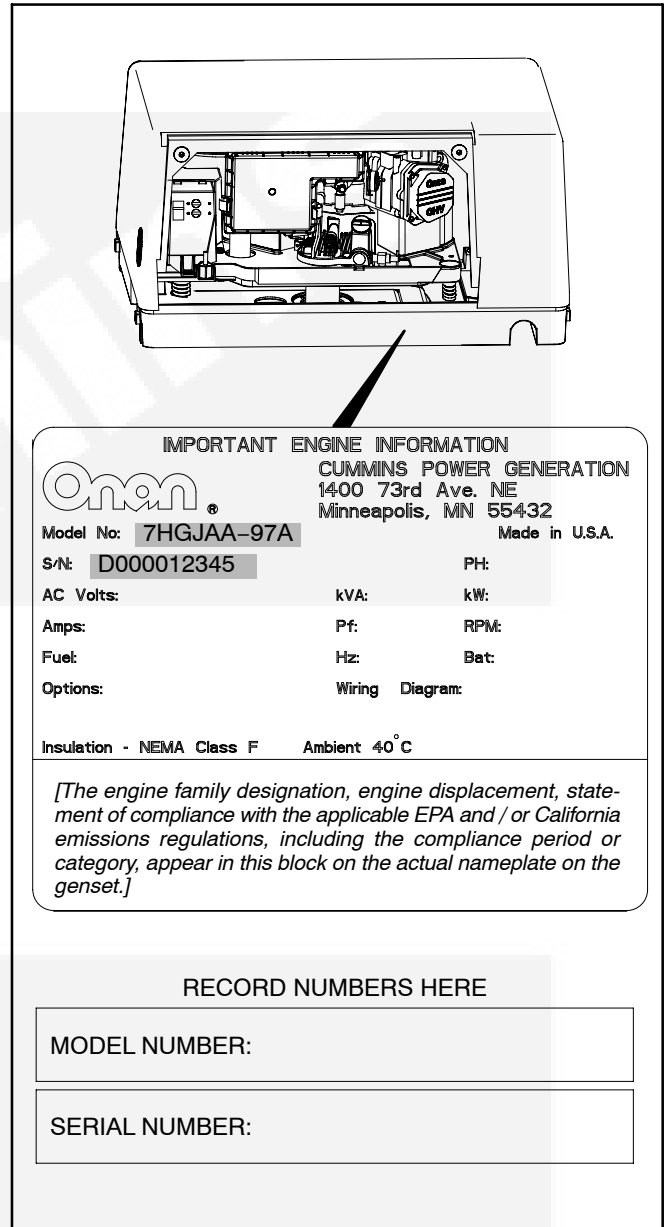 Onan
OHV
IMPORTANT ENGINE INFORMATION
Onan ®
CUMMINS POWER GENERATION
1400 73rd Ave. NE
Minneapolis, MN 55432
Model No: 7HGJAA–97A
Made in U.S.A.
S/N: D000012345
PH:
AC Volts:
kVA:
kW:
Amps:
Pf:
RPM:
Fuel:
Hz:
Bat:
Options:
Wiring Diagram:
Insulation - NEMA Class F Ambient 40°C
[The engine family designation, engine displacement, state-
ment of compliance with the applicable EPA and / or California
emissions regulations, including the compliance period or
category, appear in this block on the actual nameplate on the
genset.]
RECORD NUMBERS HERE
MODEL NUMBER:
SERIAL NUMBER: